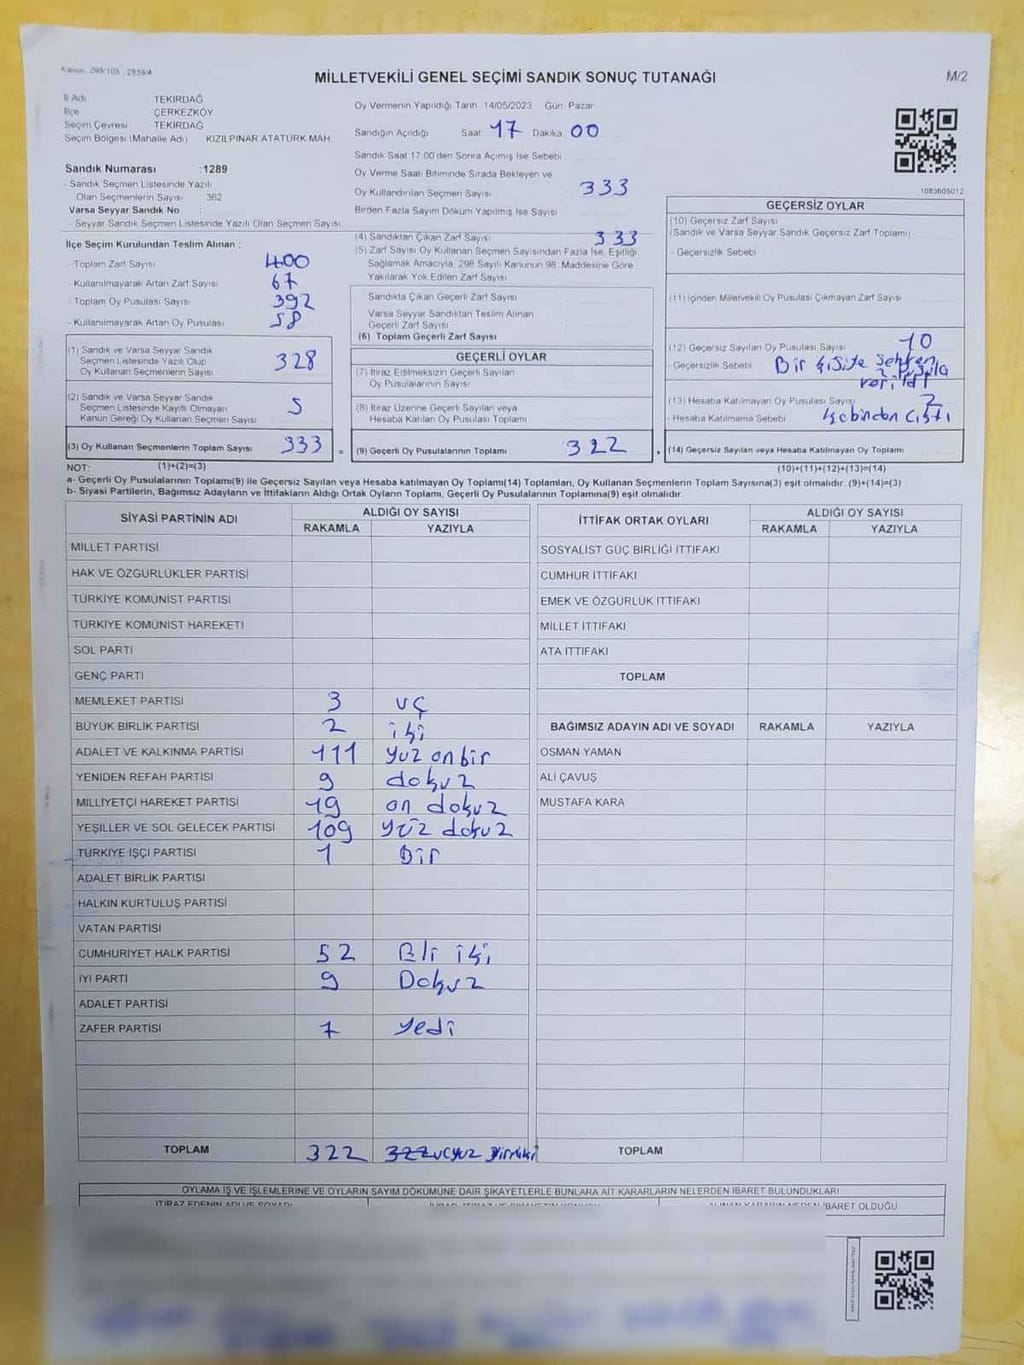 Kanun: 298/105 ; 2839/4
MİLLETVEKİLİ GENEL SEÇİMİ SANDIK SONUÇ TUTANAĞI
M/2
İl Adı TEKİRDAĞ
İlçe ÇERKEZKÖY
Seçim Çevresi TEKİRDAĞ
Seçim Bölgesi (Mahalle Adı) KIZILPINAR ATATÜRK MAH.
Oy Vermenin Yapıldığı Tarih 14/05/2023 Gün: Pazar
Sandığın Açıldığı Saat: 17 Dakika: 00
Sandık Saat 17:00'den Sonra Açılmış İse Sebebi
Oy Verme Saati Bitiminde Sırada Bekleyen ve
Oy Kullandırılan Seçmen Sayısı 333
Birden Fazla Sayım Döküm Yapılmış İse Sayısı
1083605012
Sandık Numarası :1289
- Sandık Seçmen Listesinde Yazılı
Olan Seçmenlerin Sayısı 362
Varsa Seyyar Sandık No :
- Seyyar Sandık Seçmen Listesinde Yazılı Olan Seçmen Sayısı
İlçe Seçim Kurulundan Teslim Alınan ;
- Toplam Zarf Sayısı 400
- Kullanılmayarak Artan Zarf Sayısı 67
- Toplam Oy Pusulası Sayısı 392
- Kullanılmayarak Artan Oy Pusulası 58
(1) Sandık ve Varsa Seyyar Sandık
Seçmen Listesinde Yazılı Olup
Oy Kullanan Seçmenlerin Sayısı 328
(2) Sandık ve Varsa Seyyar Sandık
Seçmen Listesinde Kayıtlı Olmayan
Kanun Gereği Oy Kullanan Seçmen Sayısı 5
(3) Oy Kullanan Seçmenlerin Toplam Sayısı 333
(1)+(2)=(3)
(4) Sandıktan Çıkan Zarf Sayısı 333
(5) Zarf Sayısı Oy Kullanan Seçmen Sayısından Fazla İse, Eşitliği
Sağlamak Amacıyla, 298 Sayılı Kanunun 98. Maddesine Göre
Yakılarak Yok Edilen Zarf Sayısı
Sandıkta Çıkan Geçerli Zarf Sayısı
Varsa Seyyar Sandıktan Teslim Alınan
Geçerli Zarf Sayısı
(6) Toplam Geçerli Zarf Sayısı
GEÇERLİ OYLAR
(7) İtiraz Edilmeksizin Geçerli Sayılan
Oy Pusulalarının Sayısı
(8) İtiraz Üzerine Geçerli Sayılan veya
Hesaba Katılan Oy Pusulası Toplamı
= (9) Geçerli Oy Pusulalarının Toplamı 322
GEÇERSİZ OYLAR
(10) Geçersiz Zarf Sayısı
(Sandık ve Varsa Seyyar Sandık Geçersiz Zarf Toplamı)
- Geçersizlik Sebebi
(11) İçinden Milletvekili Oy Pusulası Çıkmayan Zarf Sayısı
(12) Geçersiz Sayılan Oy Pusulası Sayısı 10
- Geçersizlik Sebebi Bir kişiye
verildi
(13) Hesaba Katılmayan Oy Pusulası Sayısı
- Hesaba Katılmama Sebebi
+ (14) Geçersiz Sayılan veya Hesaba Katılmayan Oy Toplamı
(10)+(11)+(12)+(13)=(14)
NOT:
a- Geçerli Oy Pusulalarının Toplamı(9) ile Geçersiz Sayılan veya Hesaba katılmayan Oy Toplamı(14) Toplamları, Oy Kullanan Seçmenlerin Toplam Sayısına(3) eşit olmalıdır. (9)+(14)=(3)
b- Siyasi Partilerin, Bağımsız Adayların ve İttifakların Aldığı Ortak Oyların Toplamı, Geçerli Oy Pusulalarının Toplamına(9) eşit olmalıdır.
SİYASİ PARTİNİN ADI ALDIĞI OY SAYISI
RAKAMLA YAZIYLA
MİLLET PARTİSİ
HAK VE ÖZGÜRLÜKLER PARTİSİ
TÜRKİYE KOMÜNİST PARTİSİ
TÜRKİYE KOMÜNİST HAREKETİ
SOL PARTİ
GENÇ PARTİ
MEMLEKET PARTİSİ 3 üç
BÜYÜK BİRLİK PARTİSİ 2 iki
ADALET VE KALKINMA PARTİSİ 111 yüz on bir
YENİDEN REFAH PARTİSİ 9 dokuz
MİLLİYETÇİ HAREKET PARTİSİ 19 on dokuz
YEŞİLLER VE SOL GELECEK PARTİSİ 109 yüz dokuz
TÜRKİYE İŞÇİ PARTİSİ 1 Bir
ADALET BİRLİK PARTİSİ
HALKIN KURTULUŞ PARTİSİ
VATAN PARTİSİ
CUMHURİYET HALK PARTİSİ 52 Elli iki
İYİ PARTİ 9 Dokuz
ADALET PARTİSİ
ZAFER PARTİSİ 7 yedi
TOPLAM 322 322 üçyüz yirmiiki
İTTİFAK ORTAK OYLARI ALDIĞI OY SAYISI
RAKAMLA YAZIYLA
SOSYALİST GÜÇ BİRLİĞİ İTTİFAKI
CUMHUR İTTİFAKI
EMEK VE ÖZGÜRLÜK İTTİFAKI
MİLLET İTTİFAKI
ATA İTTİFAKI
TOPLAM
BAĞIMSIZ ADAYIN ADI VE SOYADI RAKAMLA YAZIYLA
OSMAN YAMAN
ALİ ÇAVUŞ
MUSTAFA KARA
TOPLAM
OYLAMA İŞ VE İŞLEMLERİNE VE OYLARIN SAYIM DÖKÜMÜNE DAİR ŞİKAYETLERLE BUNLARA AİT KARARLARIN NELERDEN İBARET BULUNDUKLARI
İTİRAZ EDENİN ADI VE SOYADI
ALINAN KARARIN NEDEN İBARET OLDUĞU